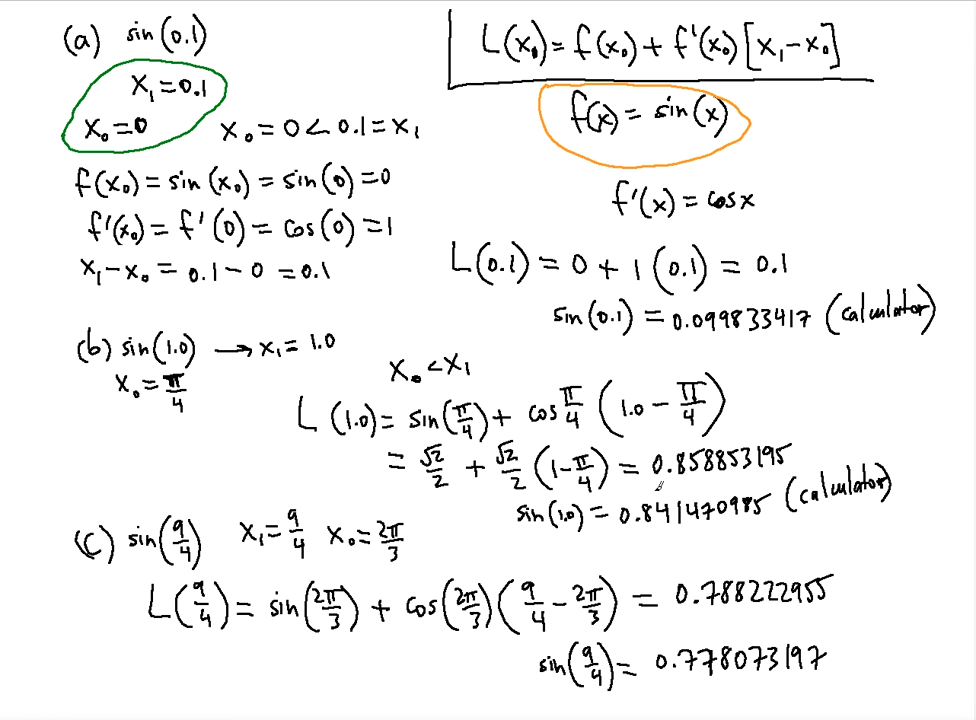 (a) sin(0.1)
L(x₁) = f(x₀) + f'(x₀)[x₁-x₀]
x₁=0.1
x₀=0
x₀ = 0 < 0.1 = x₁
f(x) = sin(x)
f(x₀) = sin(x₀) = sin(0) = 0
f'(x) = cos x
f'(x₀) = f'(0) = cos(0) = 1
x₁-x₀ = 0.1-0 = 0.1
L(0.1) = 0 + 1(0.1) = 0.1
sin(0.1) = 0.099833417 (calculator)
(b) sin(1.0) → x₁ = 1.0
x₀ = π/4
x₀ < x₁
L(1.0) = sin(π/4) + cos π/4 (1.0 - π/4)
= √2/2 + √2/2 (1-π/4) = 0.858853195
sin(1.0) = 0.841470985 (calculator)
(c) sin(9/4) x₁ = 9/4 x₀ = 2π/3
L(9/4) = sin(2π/3) + cos(2π/3)(9/4 - 2π/3) = 0.788222955
sin(9/4) = 0.778073197